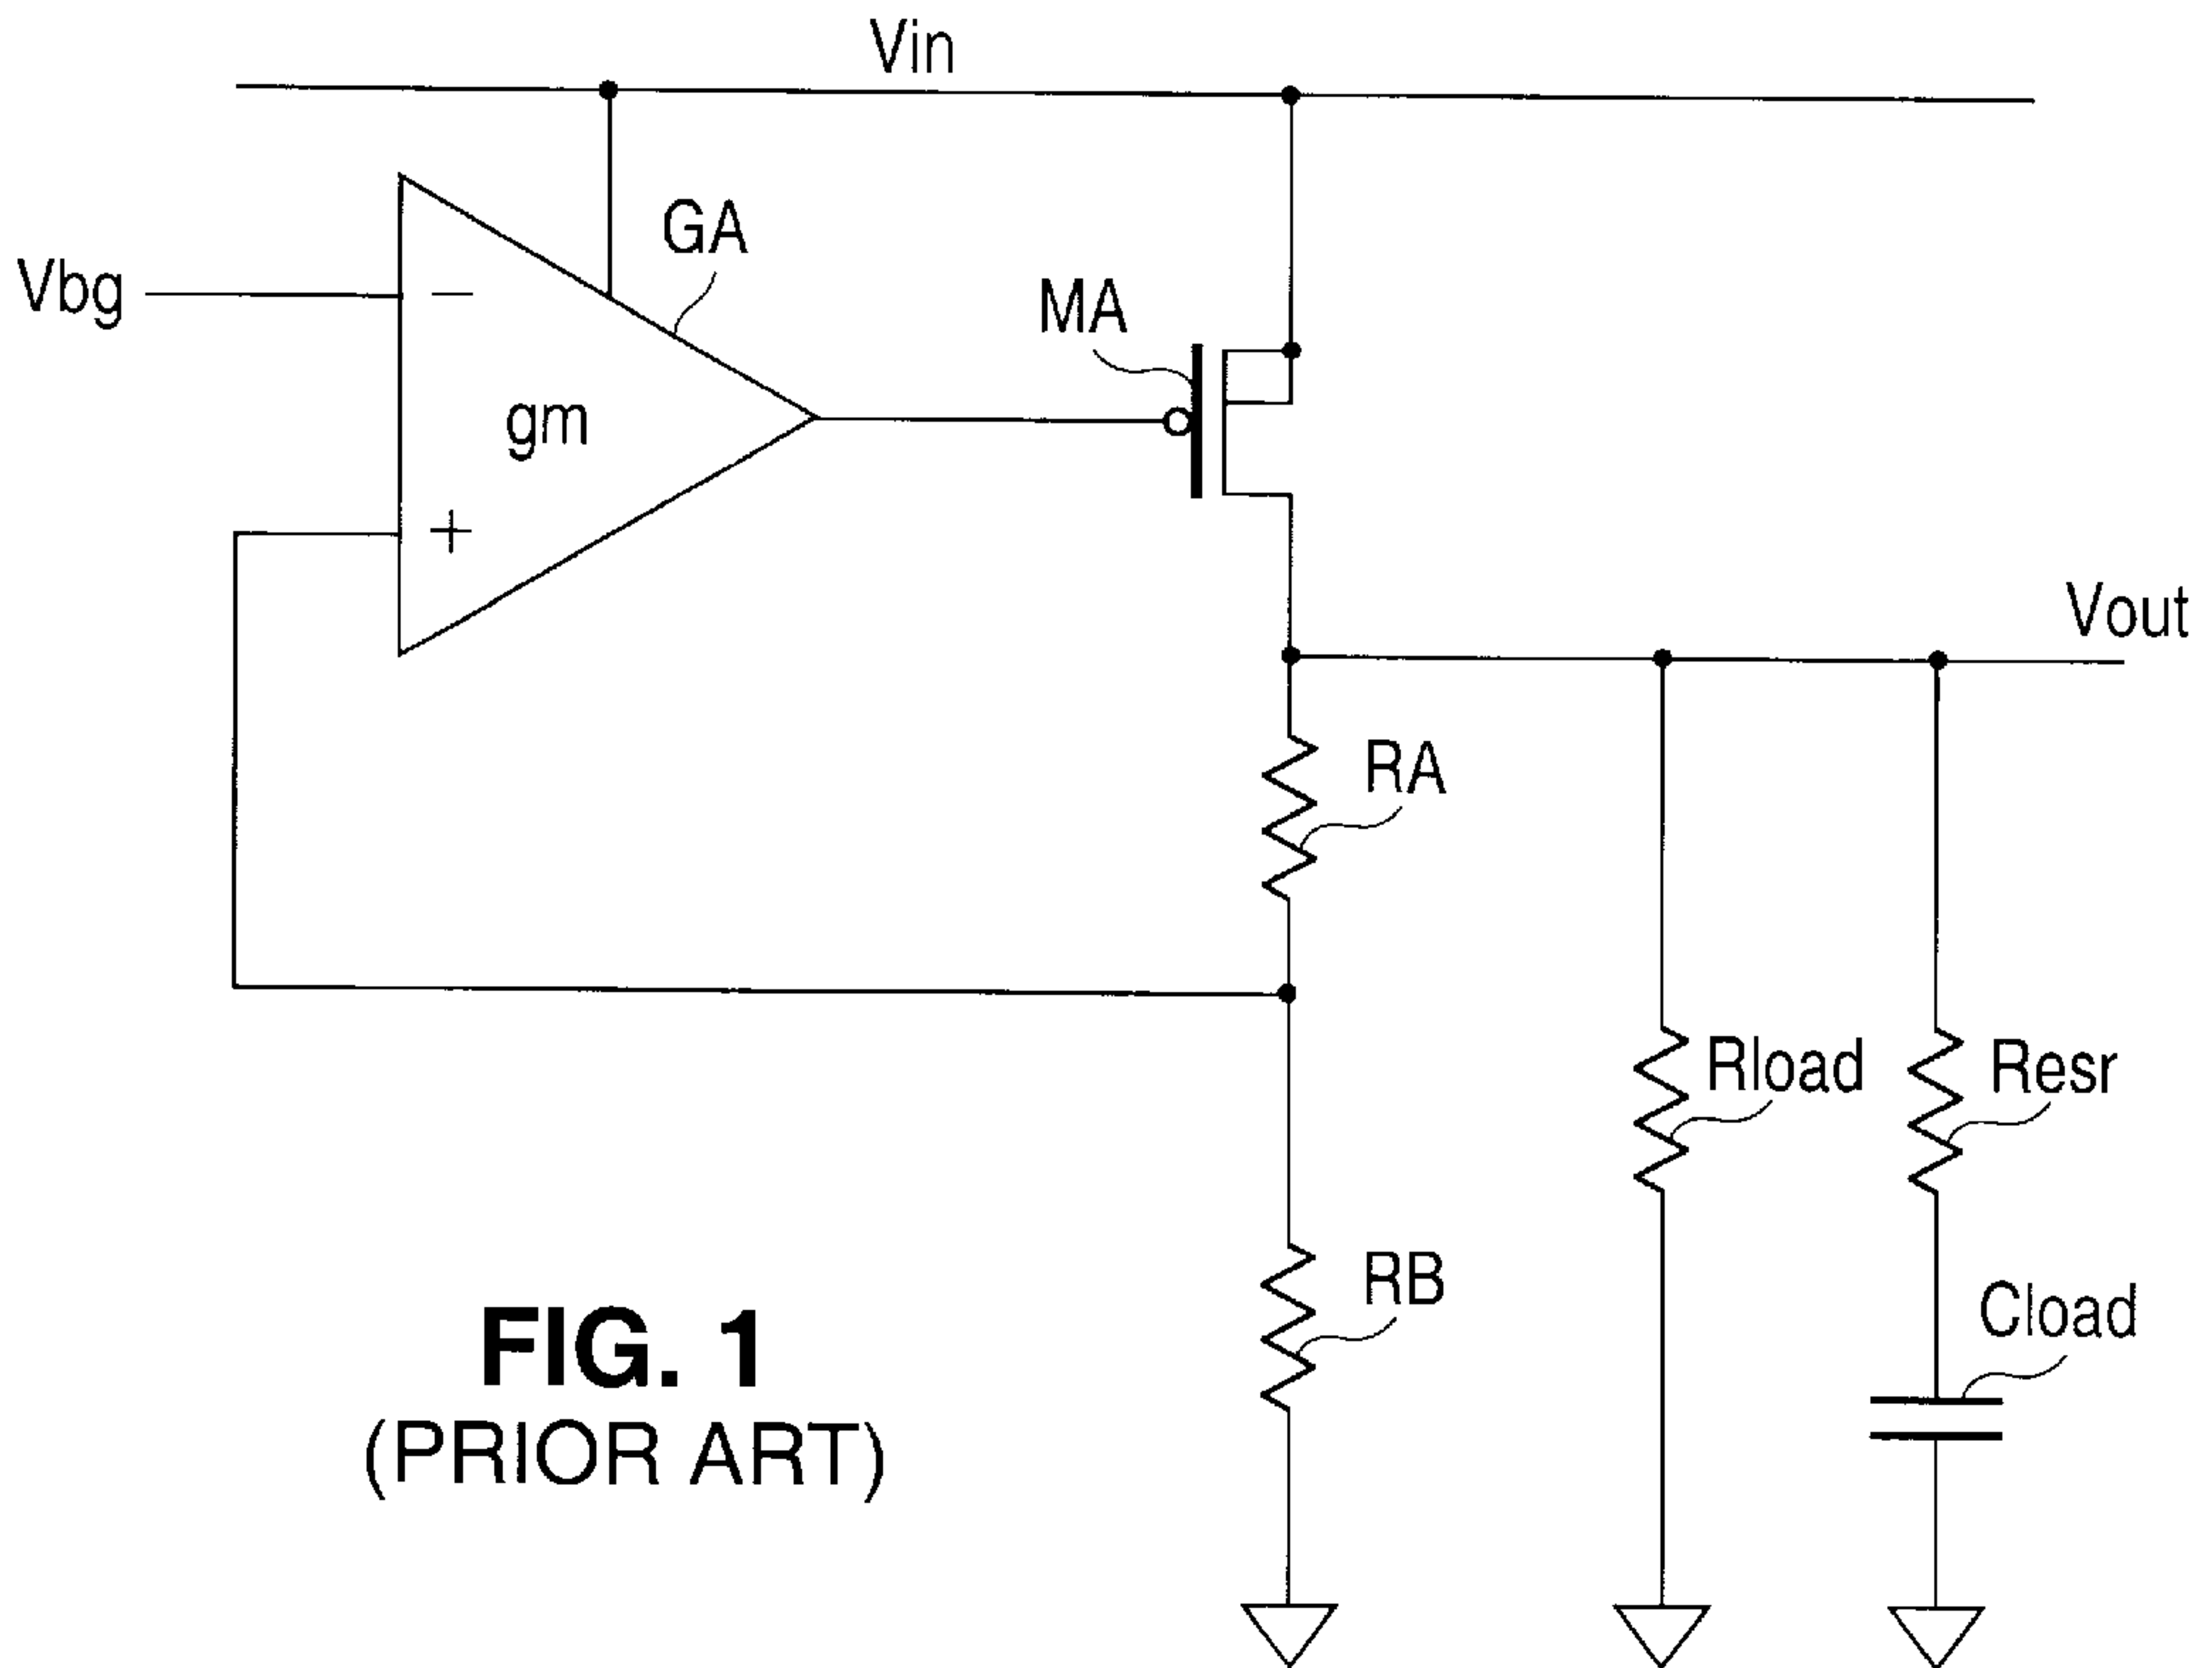 Vin
GA
Vbg
−
MA
gm
+
Vout
RA
Rload
Resr
RB
Cload
FIG. 1
(PRIOR ART)